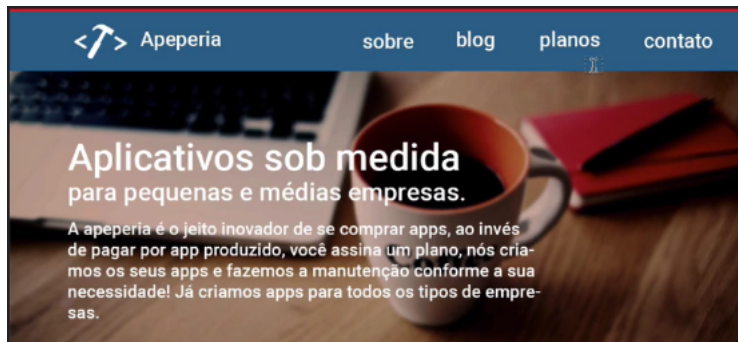 <> Apeperia sobre blog planos contato
Aplicativos sob medida
para pequenas e médias empresas.
A apeperia é o jeito inovador de se comprar apps, ao invés
de pagar por app produzido, você assina um plano, nós cria-
mos os seus apps e fazemos a manutenção conforme a sua
necessidade! Já criamos apps para todos os tipos de empre-
sas.